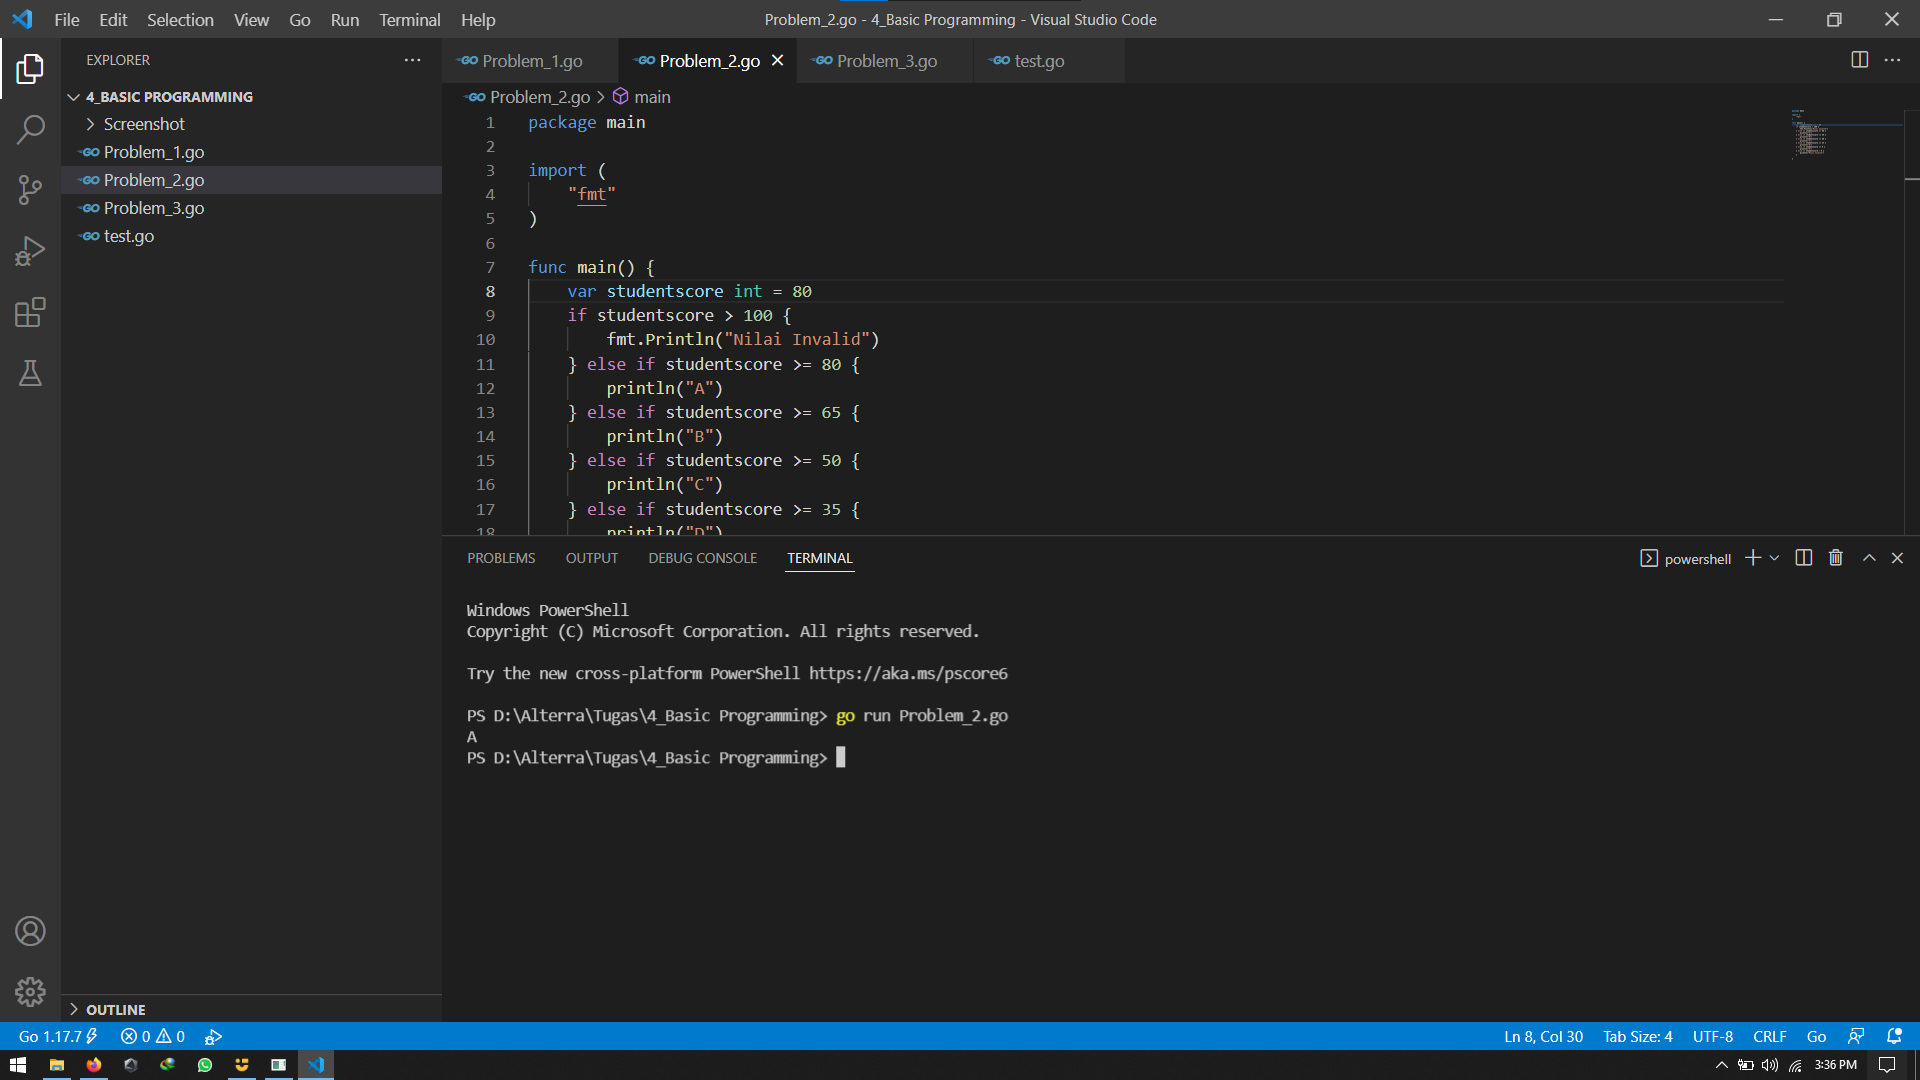 File Edit Selection View Go Run Terminal Help
Problem_2.go - 4_Basic Programming - Visual Studio Code
EXPLORER
4_BASIC PROGRAMMING
Screenshot
Problem_1.go
Problem_2.go
Problem_3.go
test.go
OUTLINE
Problem_1.go Problem_2.go Problem_3.go test.go
Problem_2.go > main
1 package main
2
3 import (
4 "fmt"
5 )
6
7 func main() {
8 var studentscore int = 80
9 if studentscore > 100 {
10 fmt.Println("Nilai Invalid")
11 } else if studentscore >= 80 {
12 println("A")
13 } else if studentscore >= 65 {
14 println("B")
15 } else if studentscore >= 50 {
16 println("C")
17 } else if studentscore >= 35 {
18 println("D")
PROBLEMS OUTPUT DEBUG CONSOLE TERMINAL
powershell
Windows PowerShell
Copyright (C) Microsoft Corporation. All rights reserved.
Try the new cross-platform PowerShell https://aka.ms/pscore6
PS D:\Alterra\Tugas\4_Basic Programming> go run Problem_2.go
A
PS D:\Alterra\Tugas\4_Basic Programming>
Go 1.17.7 0 0
Ln 8, Col 30 Tab Size: 4 UTF-8 CRLF Go
3:36 PM